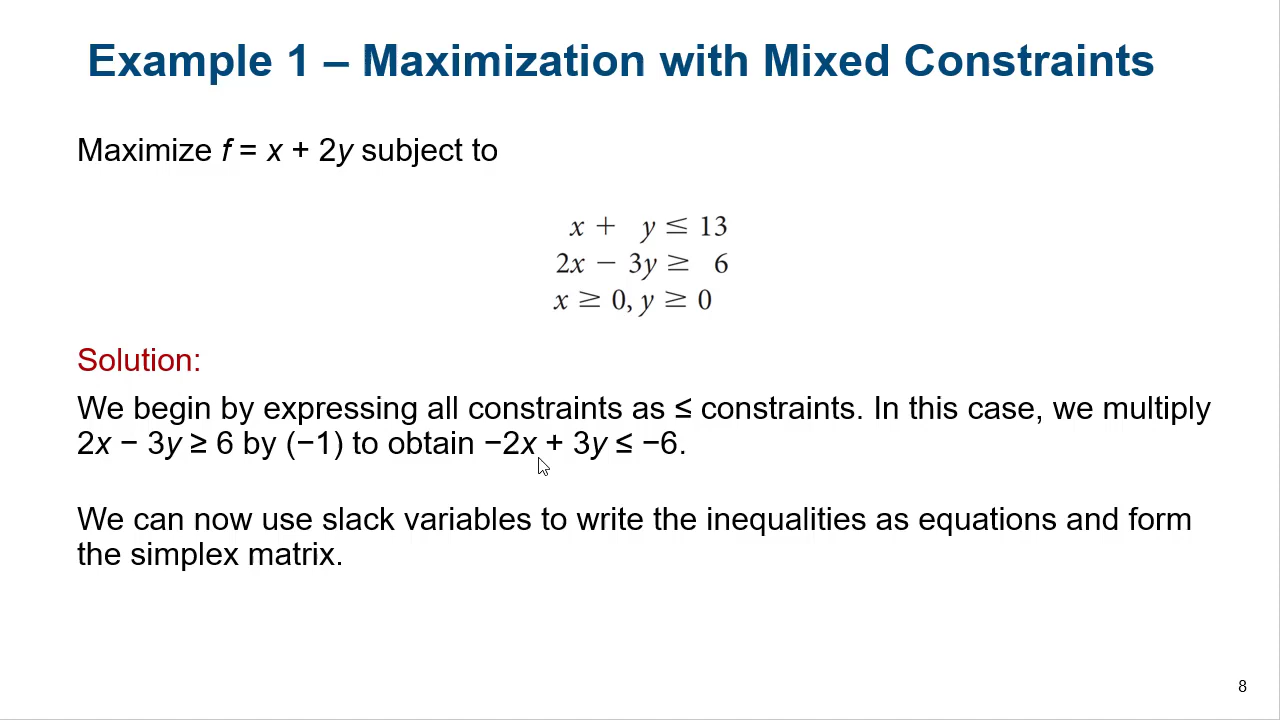 Example 1 – Maximization with Mixed Constraints
Maximize f = x + 2y subject to
x + y ≤ 13
2x − 3y ≥ 6
x ≥ 0, y ≥ 0
Solution:
We begin by expressing all constraints as ≤ constraints. In this case, we multiply
2x − 3y ≥ 6 by (−1) to obtain −2x + 3y ≤ −6.
We can now use slack variables to write the inequalities as equations and form
the simplex matrix.
8